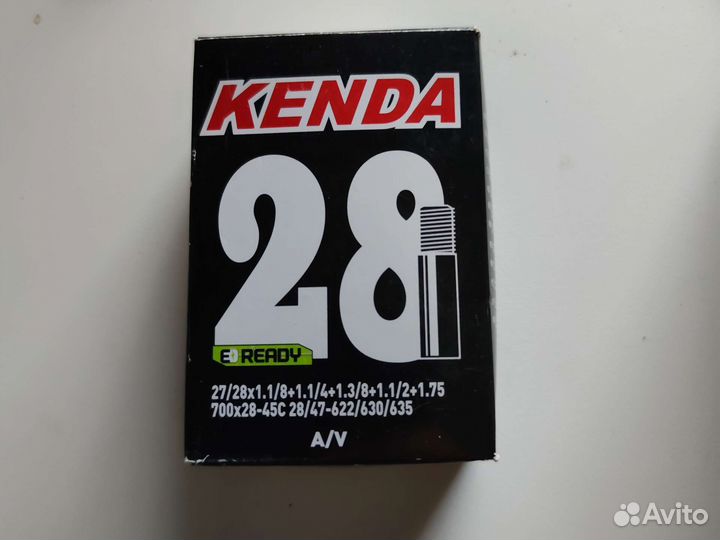 KENDA
28
E READY
27/28x1.1/8+1.1/4+1.3/8+1.1/2+1.75
700x28-45C 28/47-622/630/635
A/V
Avito